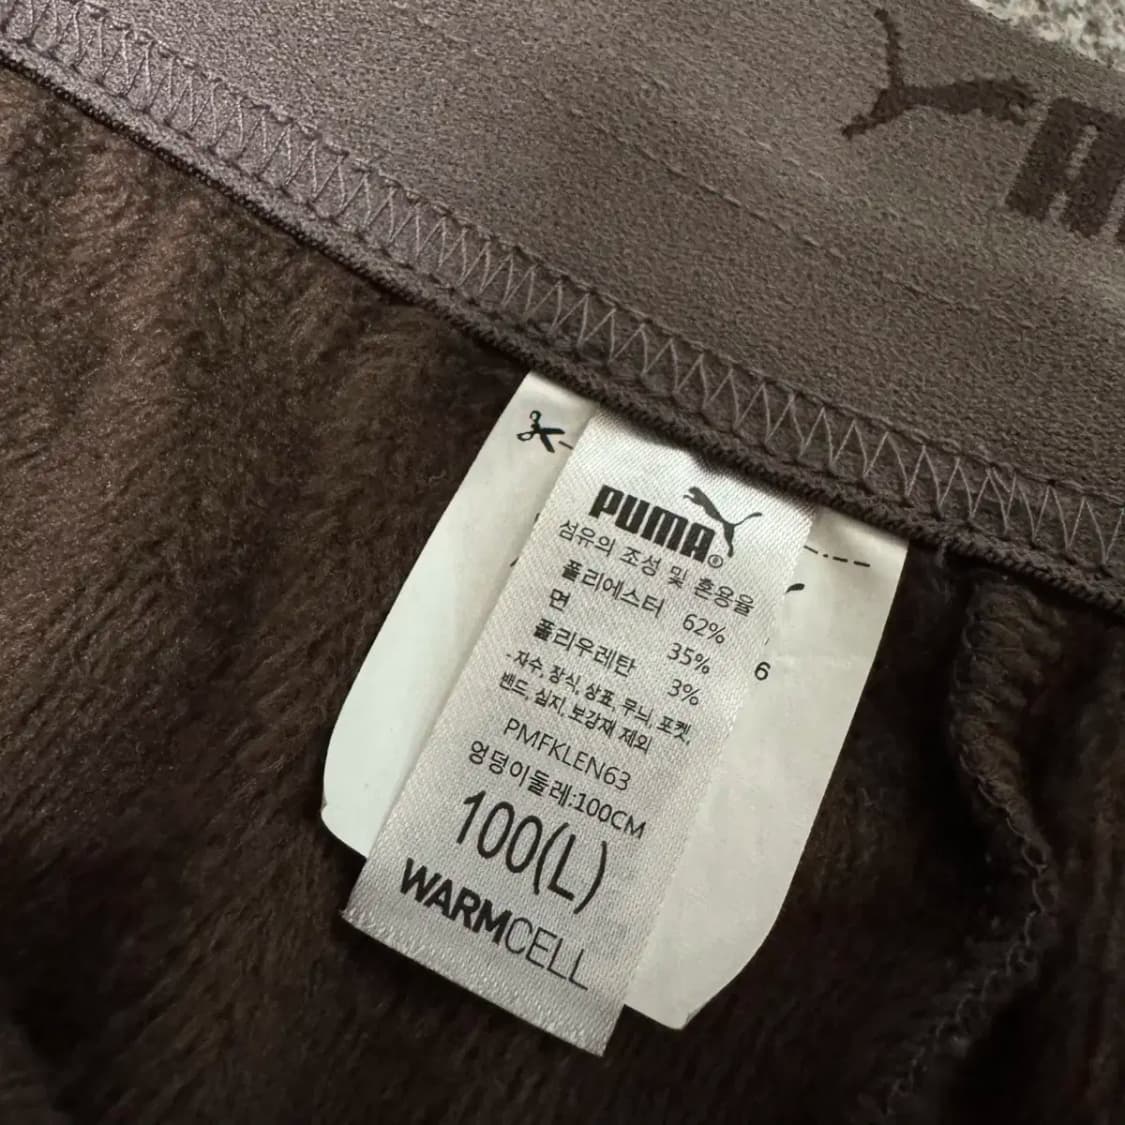 PUMA®
섬유의 조성 및 혼용율
폴리에스터 62%
면 35%
폴리우레탄 3%
- 자수, 장식, 상표, 무늬, 포켓,
밴드, 심지, 보강재 제외
PMFKLEN63
엉덩이둘레:100CM
100(L)
WARMCELL
6